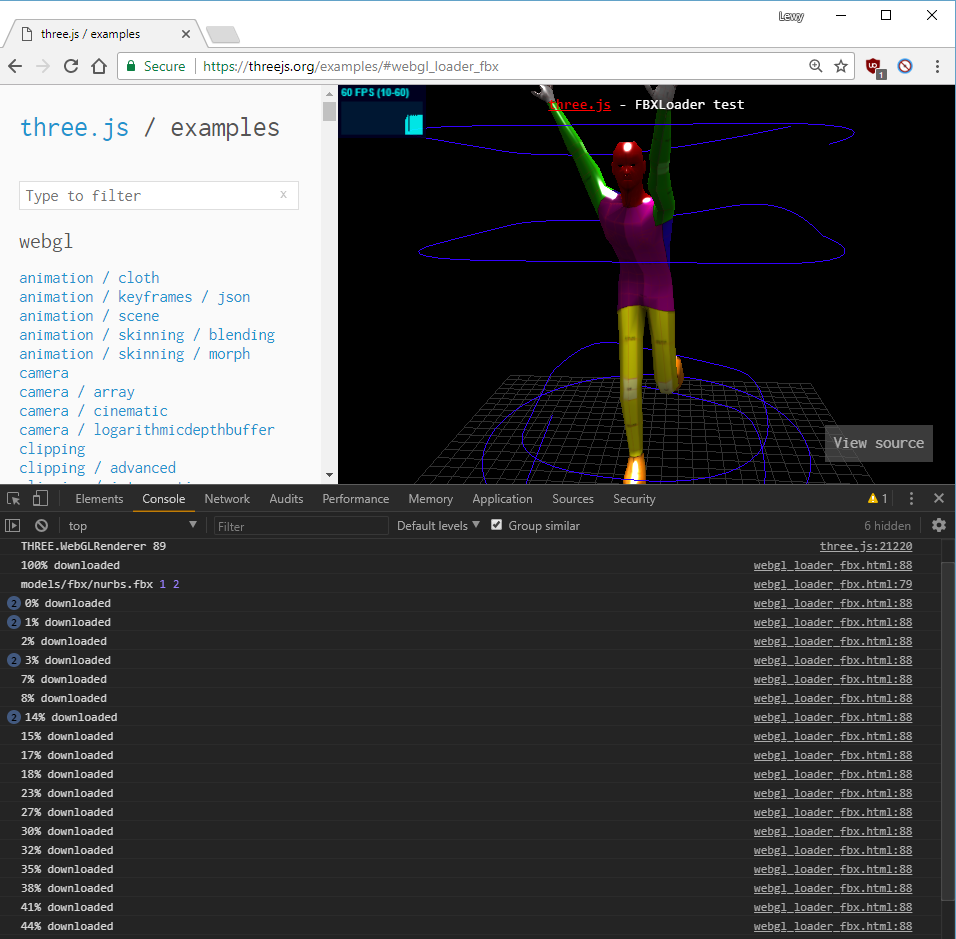 Levy
three.js / examples
Secure https://threejs.org/examples/#webgl_loader_fbx
1
three.js / examples
Type to filter x
webgl
animation / cloth
animation / keyframes / json
animation / scene
animation / skinning / blending
animation / skinning / morph
camera
camera / array
camera / cinematic
camera / logarithmicdepthbuffer
clipping
clipping / advanced
60 FPS (10-60)
three.js - FBXLoader test
View source
Elements Console Network Audits Performance Memory Application Sources Security 1
top Filter Default levels Group similar 6 hidden
THREE.WebGLRenderer 89 three.js:21220
100% downloaded webgl_loader_fbx.html:88
models/fbx/nurbs.fbx 1 2 webgl_loader_fbx.html:79
2 0% downloaded webgl_loader_fbx.html:88
2 1% downloaded webgl_loader_fbx.html:88
2% downloaded webgl_loader_fbx.html:88
2 3% downloaded webgl_loader_fbx.html:88
7% downloaded webgl_loader_fbx.html:88
8% downloaded webgl_loader_fbx.html:88
2 14% downloaded webgl_loader_fbx.html:88
15% downloaded webgl_loader_fbx.html:88
17% downloaded webgl_loader_fbx.html:88
18% downloaded webgl_loader_fbx.html:88
23% downloaded webgl_loader_fbx.html:88
27% downloaded webgl_loader_fbx.html:88
30% downloaded webgl_loader_fbx.html:88
32% downloaded webgl_loader_fbx.html:88
35% downloaded webgl_loader_fbx.html:88
38% downloaded webgl_loader_fbx.html:88
41% downloaded webgl_loader_fbx.html:88
44% downloaded webgl_loader_fbx.html:88